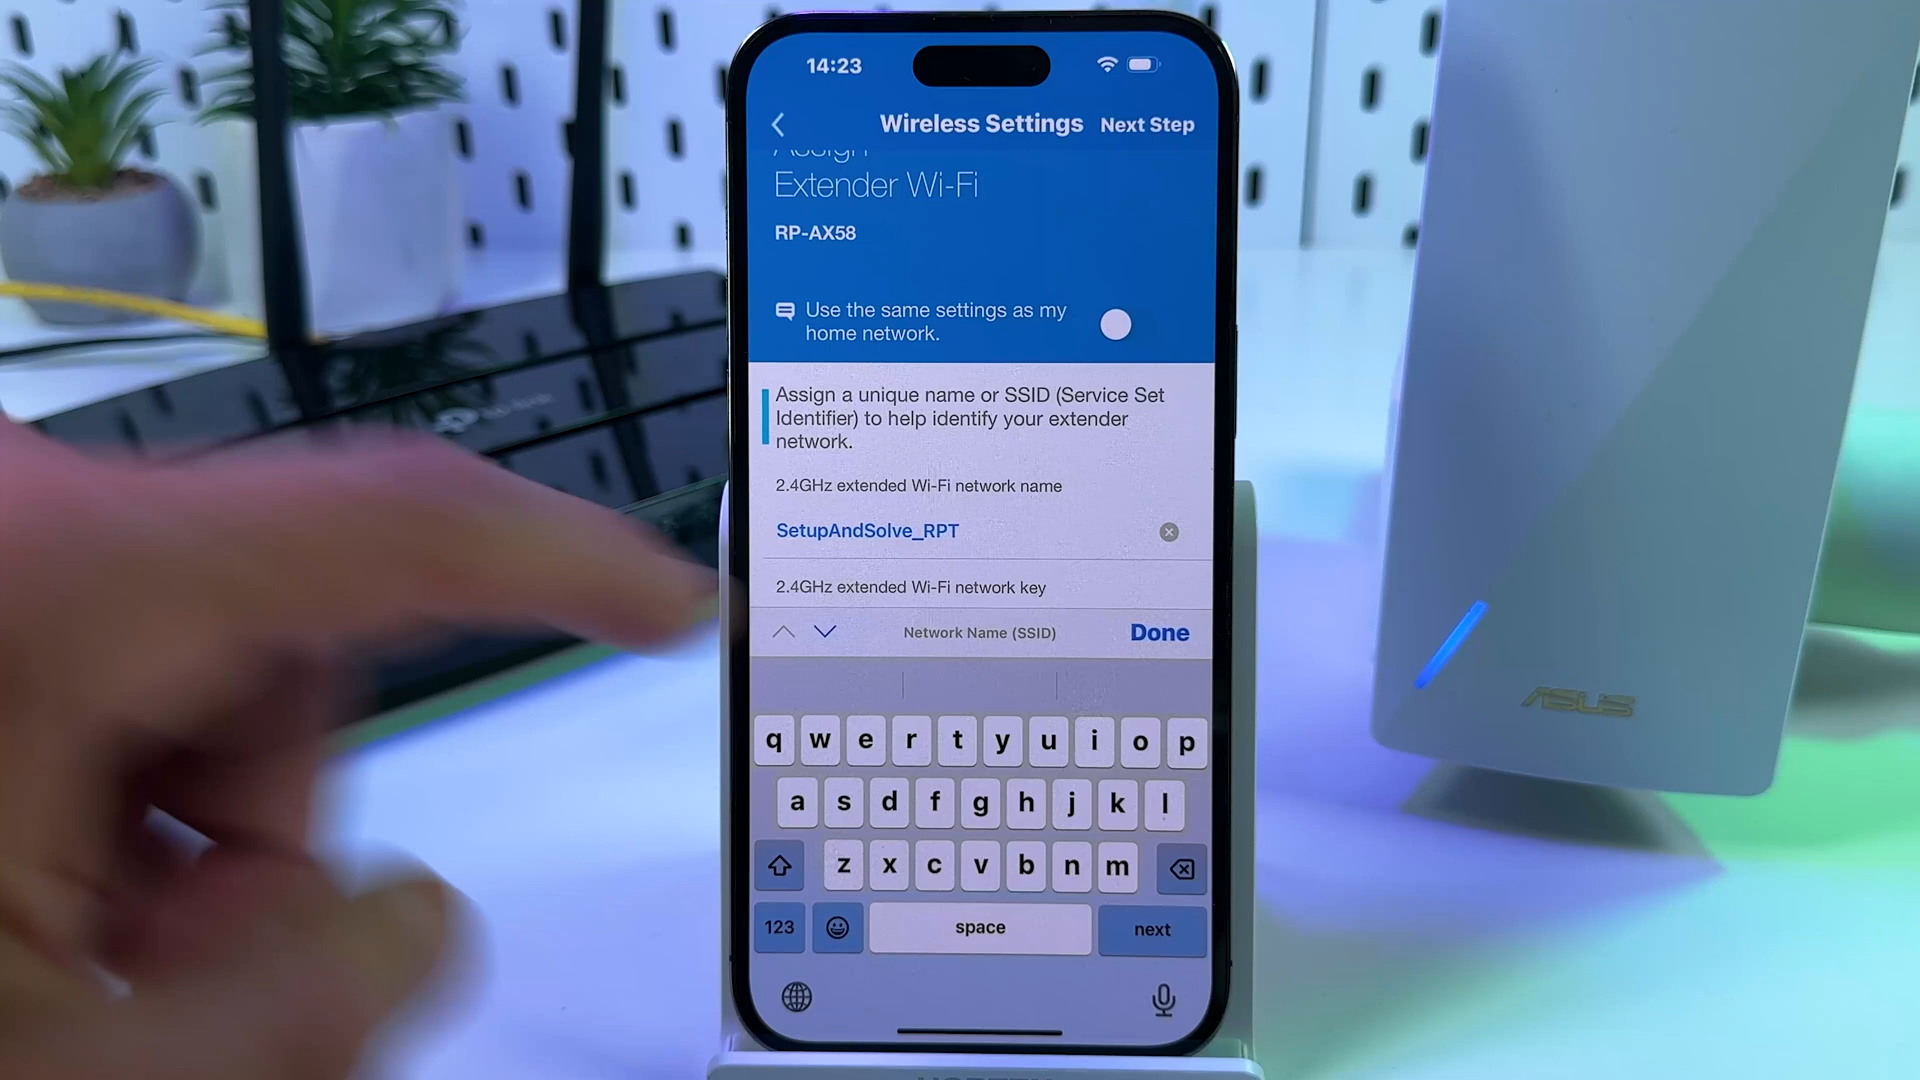 14:23
Wireless Settings
Next Step
Assign
Extender Wi-Fi
RP-AX58
Use the same settings as my
home network.
Assign a unique name or SSID (Service Set
Identifier) to help identify your extender
network.
2.4GHz extended Wi-Fi network name
SetupAndSolve_RPT
2.4GHz extended Wi-Fi network key
Network Name (SSID)
Done
q w e r t y u i o p
a s d f g h j k l
z x c v b n m
123
space
next
ASUS